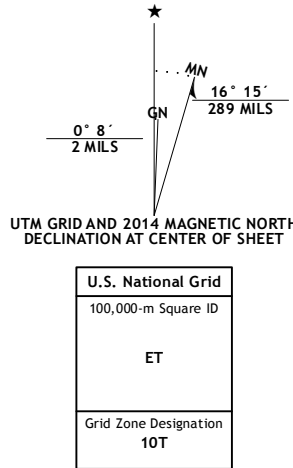 ★
MN
GN
16° 15´
289 MILS
0° 8´
2 MILS
UTM GRID AND 2014 MAGNETIC NORTH
DECLINATION AT CENTER OF SHEET
U.S. National Grid
100,000-m Square ID
ET
Grid Zone Designation
10T